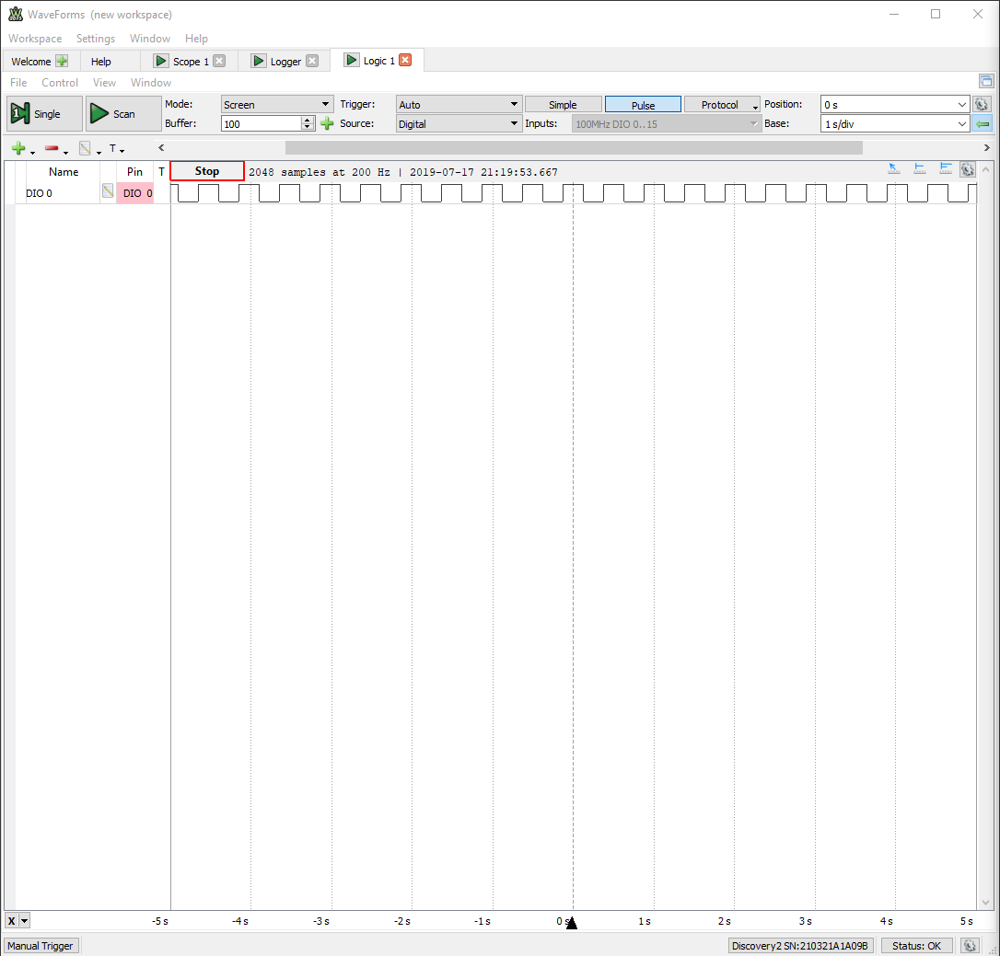 WaveForms (new workspace)
Workspace Settings Window Help
Welcome Help Scope 1 Logger Logic 1
File Control View Window
Single Scan Mode: Screen Trigger: Auto Simple Pulse Protocol Position: 0 s
Buffer: 100 Source: Digital Inputs: 100MHz DIO 0..15 Base: 1 s/div
T
Name Pin T Stop 2048 samples at 200 Hz | 2019-07-17 21:19:53.667
DIO 0 DIO 0
X -5 s -4 s -3 s -2 s -1 s 0 s 1 s 2 s 3 s 4 s 5 s
Manual Trigger Discovery2 SN:210321A1A09B Status: OK